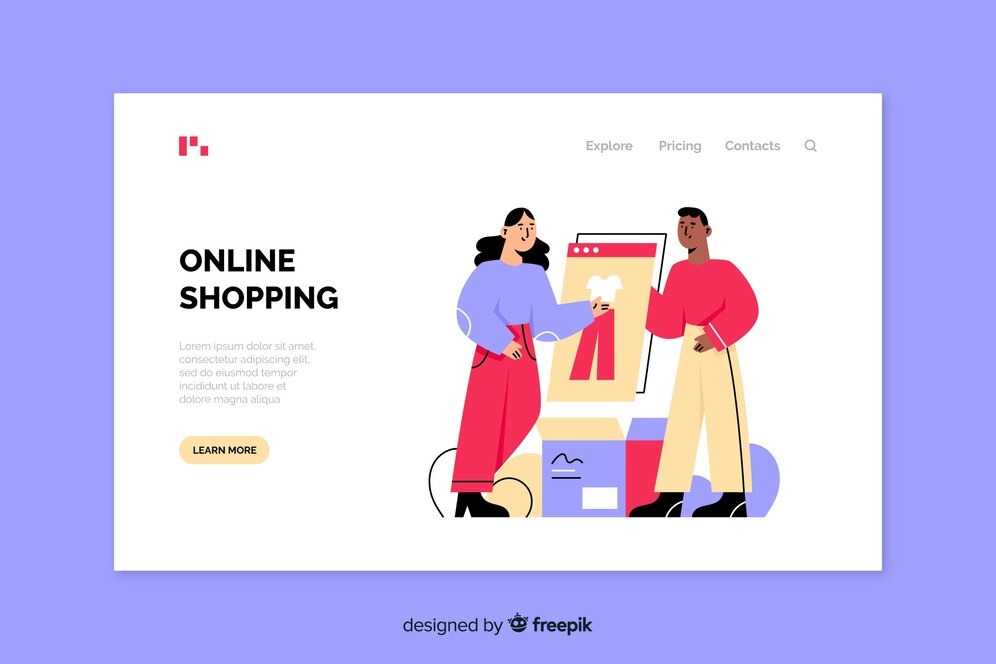 Explore Pricing Contacts
ONLINE
SHOPPING
Lorem ipsum dolor sit amet,
consectetur adipiscing elit,
sed do eiusmod tempor
incididunt ut labore et
dolore magna aliqua
LEARN MORE
designed by freepik